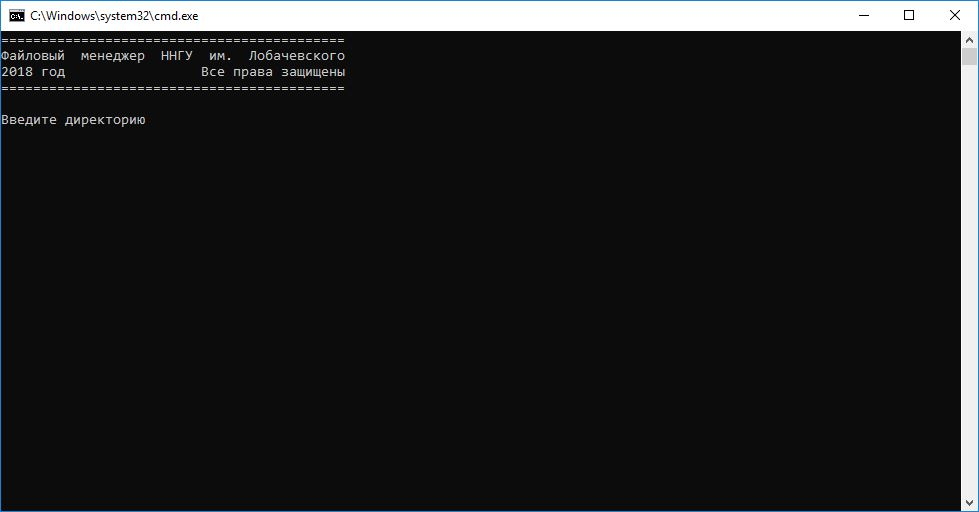 C:\Windows\system32\cmd.exe
===========================================
Файловый  менеджер  ННГУ  им.  Лобачевского
2018 год                 Все права защищены
===========================================
Введите директорию